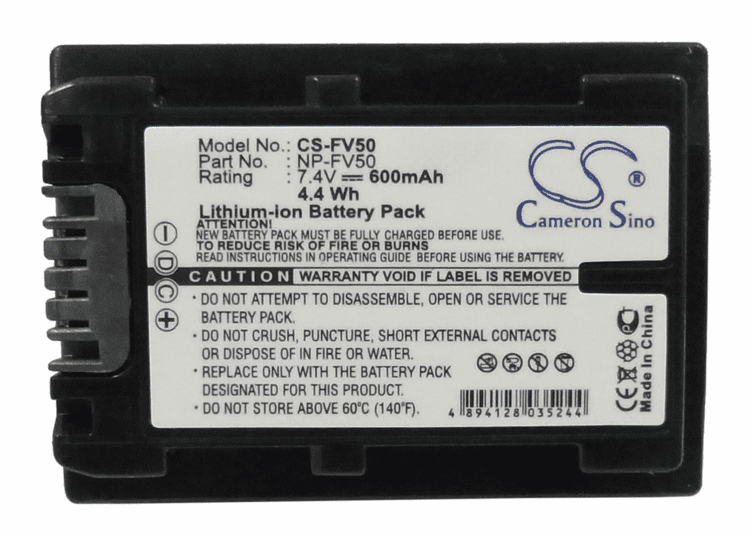 Model No.: CS-FV50
Part No. : NP-FV50
Rating : 7.4V ⎓ 600mAh
4.4 Wh
Lithium-ion Battery Pack
CS ®
Cameron Sino
ATTENTION!
NEW BATTERY PACK MUST BE FULLY CHARGED BEFORE USE
TO REDUCE RISK OF FIRE OR BURNS
READ INSTRUCTIONS IN OPERATING GUIDE BEFORE USING THE BATTERY.
CAUTION WARRANTY VOID IF LABEL IS REMOVED
• DO NOT ATTEMPT TO DISASSEMBLE, OPEN OR SERVICE THE
BATTERY PACK.
• DO NOT CRUSH, PUNCTURE, SHORT EXTERNAL CONTACTS
OR DISPOSE OF IN FIRE OR WATER.
• REPLACE ONLY WITH THE BATTERY PACK
DESIGNATED FOR THIS PRODUCT.
• DO NOT STORE ABOVE 60°C (140°F)
– D C +
4 894128 035244
CE
Made in China